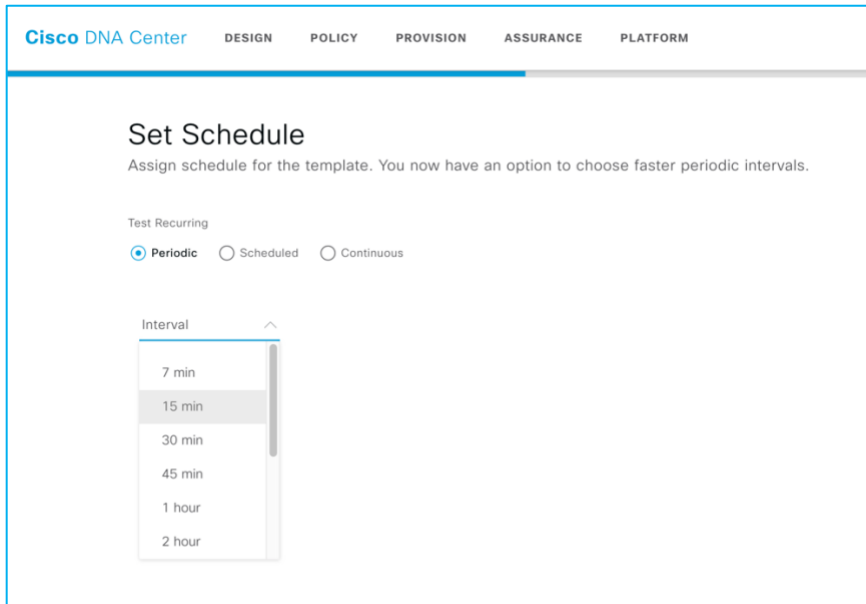 Cisco DNA Center DESIGN POLICY PROVISION ASSURANCE PLATFORM
Set Schedule
Assign schedule for the template. You now have an option to choose faster periodic intervals.
Test Recurring
Periodic Scheduled Continuous
Interval
7 min
15 min
30 min
45 min
1 hour
2 hour